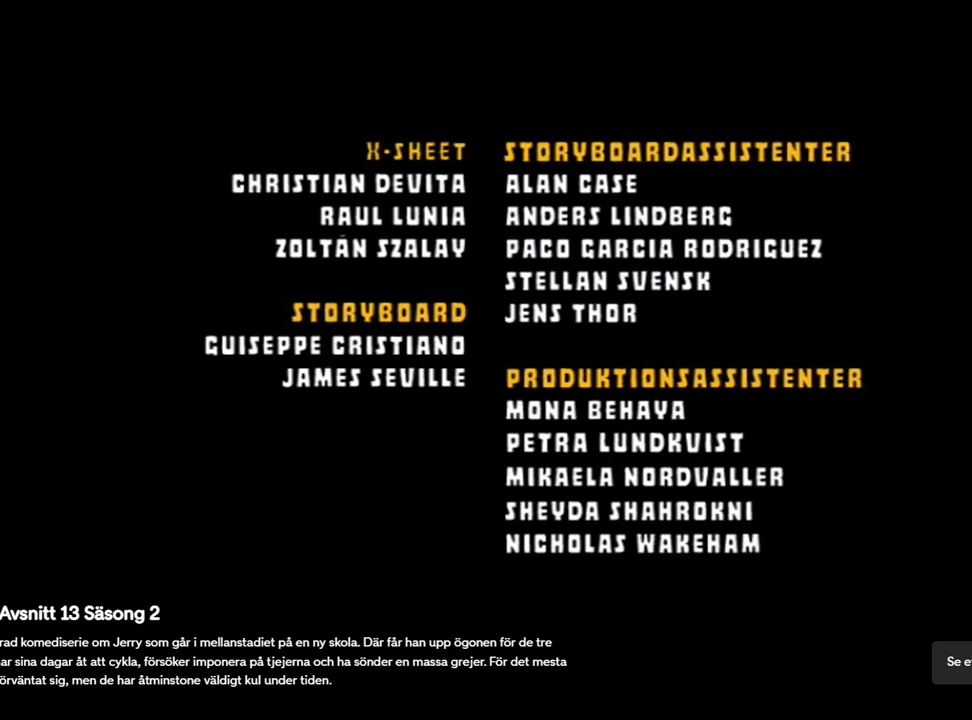 X-SHEET
CHRISTIAN DEVITA
RAUL LUNIA
ZOLTÁN SZALAY
STORYBOARD
GUISEPPE CRISTIANO
JAMES SEVILLE
STORYBOARDASSISTENTER
ALAN CASE
ANDERS LINDBERG
PACO GARCIA RODRIGUEZ
STELLAN SVENSK
JENS THOR
PRODUKTIONSASSISTENTER
MONA BEHAYA
PETRA LUNDKVIST
MIKAELA NORDVALLER
SHEYDA SHAHROKNI
NICHOLAS WAKEHAM
Avsnitt 13 Säsong 2
rad komediserie om Jerry som går i mellanstadiet på en ny skola. Där får han upp ögonen för de tre
ar sina dagar åt att cykla, försöker imponera på tjejerna och ha sönder en massa grejer. För det mesta
örväntat sig, men de har åtminstone väldigt kul under tiden.
Se e